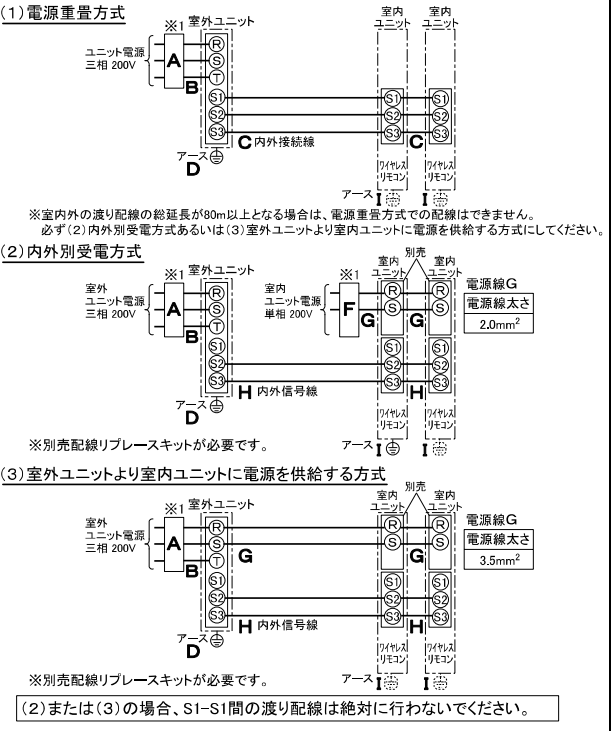 (1)電源重畳方式
※1 室外ユニット
室内
ユニット
室内
ユニット
ユニット電源
三相 200V
A
B
R
S
T
S1
S2
S3
S1
S2
S3
S1
S2
S3
C 内外接続線
C
アース
D
ワイヤレス
リモコン
ワイヤレス
リモコン
アース I
I
※室内外の渡り配線の総延長が80m以上となる場合は、電源重畳方式での配線はできません。
必ず(2)内外別受電方式あるいは(3)室外ユニットより室内ユニットに電源を供給する方式にしてください。
(2)内外別受電方式
※1 室外ユニット
室外
ユニット電源
三相 200V
A
B
R
S
T
S1
S2
S3
※1
室内
ユニット電源
単相 200V
F
G
別売
室内
ユニット
室内
ユニット
R
S
R
S
G
S1
S2
S3
S1
S2
S3
電源線G
電源線太さ
2.0mm²
H 内外信号線
H
アース
D
ワイヤレス
リモコン
ワイヤレス
リモコン
アース I
I
※別売配線リプレースキットが必要です。
(3)室外ユニットより室内ユニットに電源を供給する方式
※1 室外ユニット
室外
ユニット電源
三相 200V
A
B
R
S
T
S1
S2
S3
G
別売
室内
ユニット
室内
ユニット
R
S
R
S
G
S1
S2
S3
S1
S2
S3
電源線G
電源線太さ
3.5mm²
H 内外信号線
H
アース
D
ワイヤレス
リモコン
ワイヤレス
リモコン
アース I
I
※別売配線リプレースキットが必要です。
(2)または(3)の場合、S1-S1間の渡り配線は絶対に行わないでください。